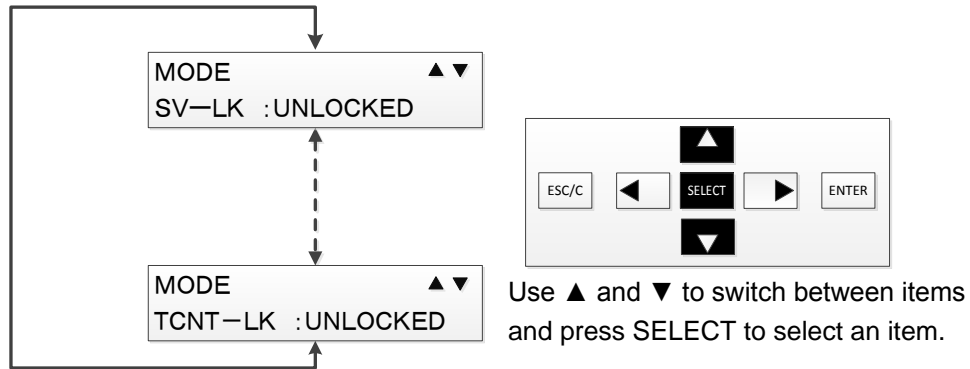 MODE ▲ ▼
SV－LK :UNLOCKED
MODE ▲ ▼
TCNT－LK :UNLOCKED
▲
ESC/C ◀ SELECT ▶ ENTER
▼
Use ▲ and ▼ to switch between items
and press SELECT to select an item.